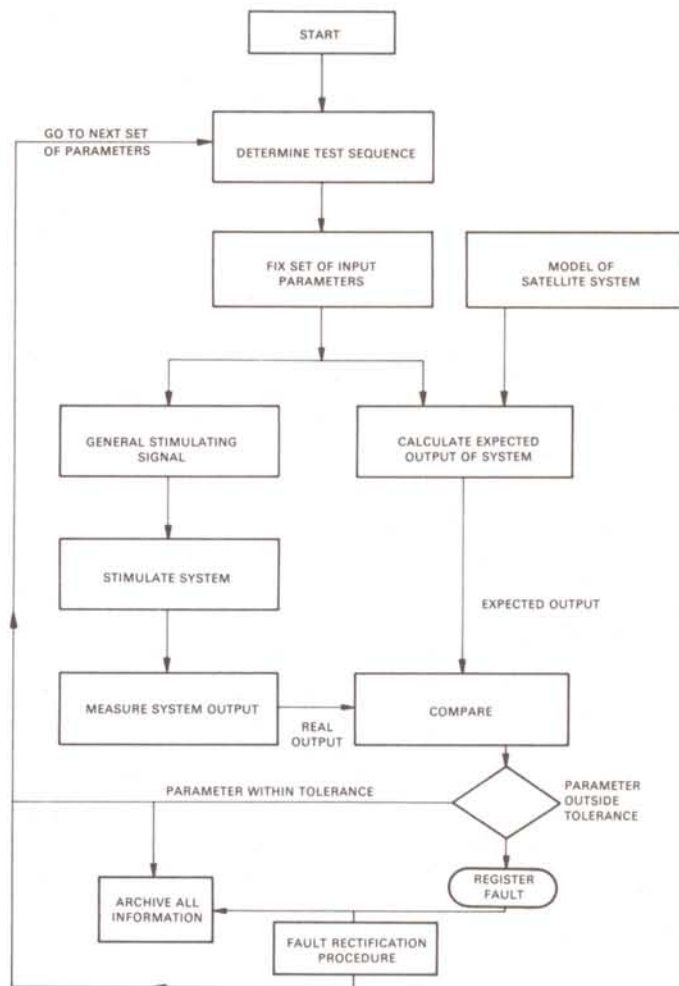 START
GO TO NEXT SET
OF PARAMETERS
DETERMINE TEST SEQUENCE
FIX SET OF INPUT
PARAMETERS
MODEL OF
SATELLITE SYSTEM
GENERAL STIMULATING
SIGNAL
CALCULATE EXPECTED
OUTPUT OF SYSTEM
STIMULATE SYSTEM
EXPECTED OUTPUT
MEASURE SYSTEM OUTPUT
REAL
OUTPUT
COMPARE
PARAMETER WITHIN TOLERANCE
PARAMETER
OUTSIDE
TOLERANCE
REGISTER
FAULT
ARCHIVE ALL
INFORMATION
FAULT RECTIFICATION
PROCEDURE